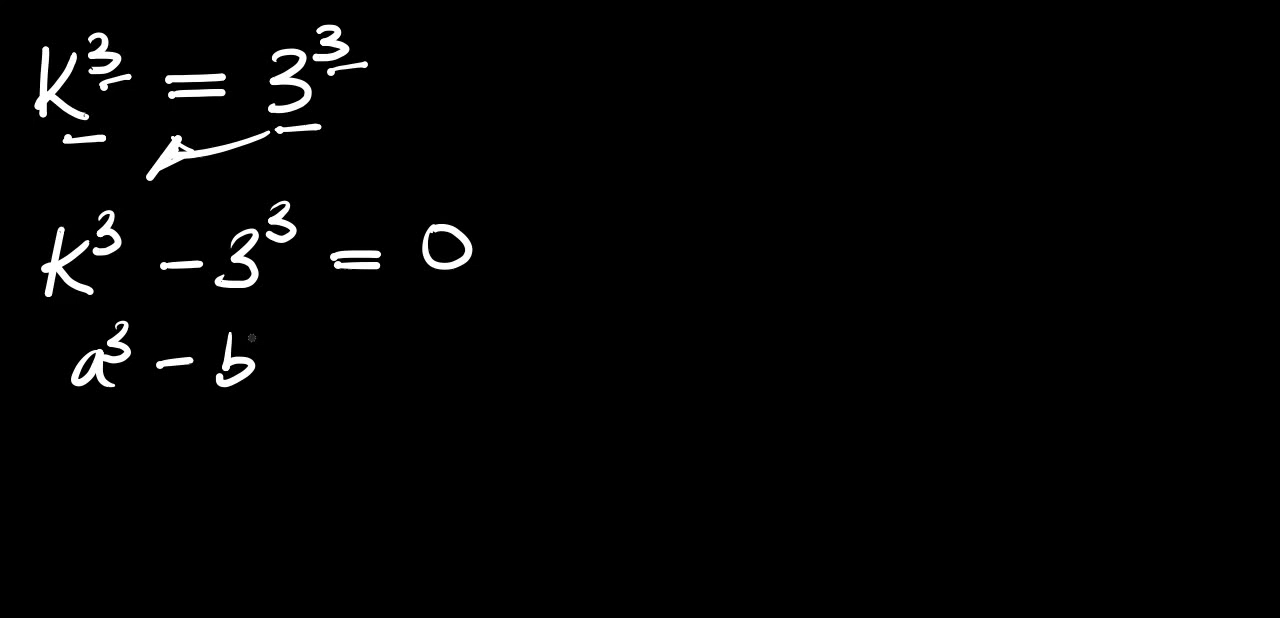 K³ = 3³
K³ - 3³ = 0
a³ - b